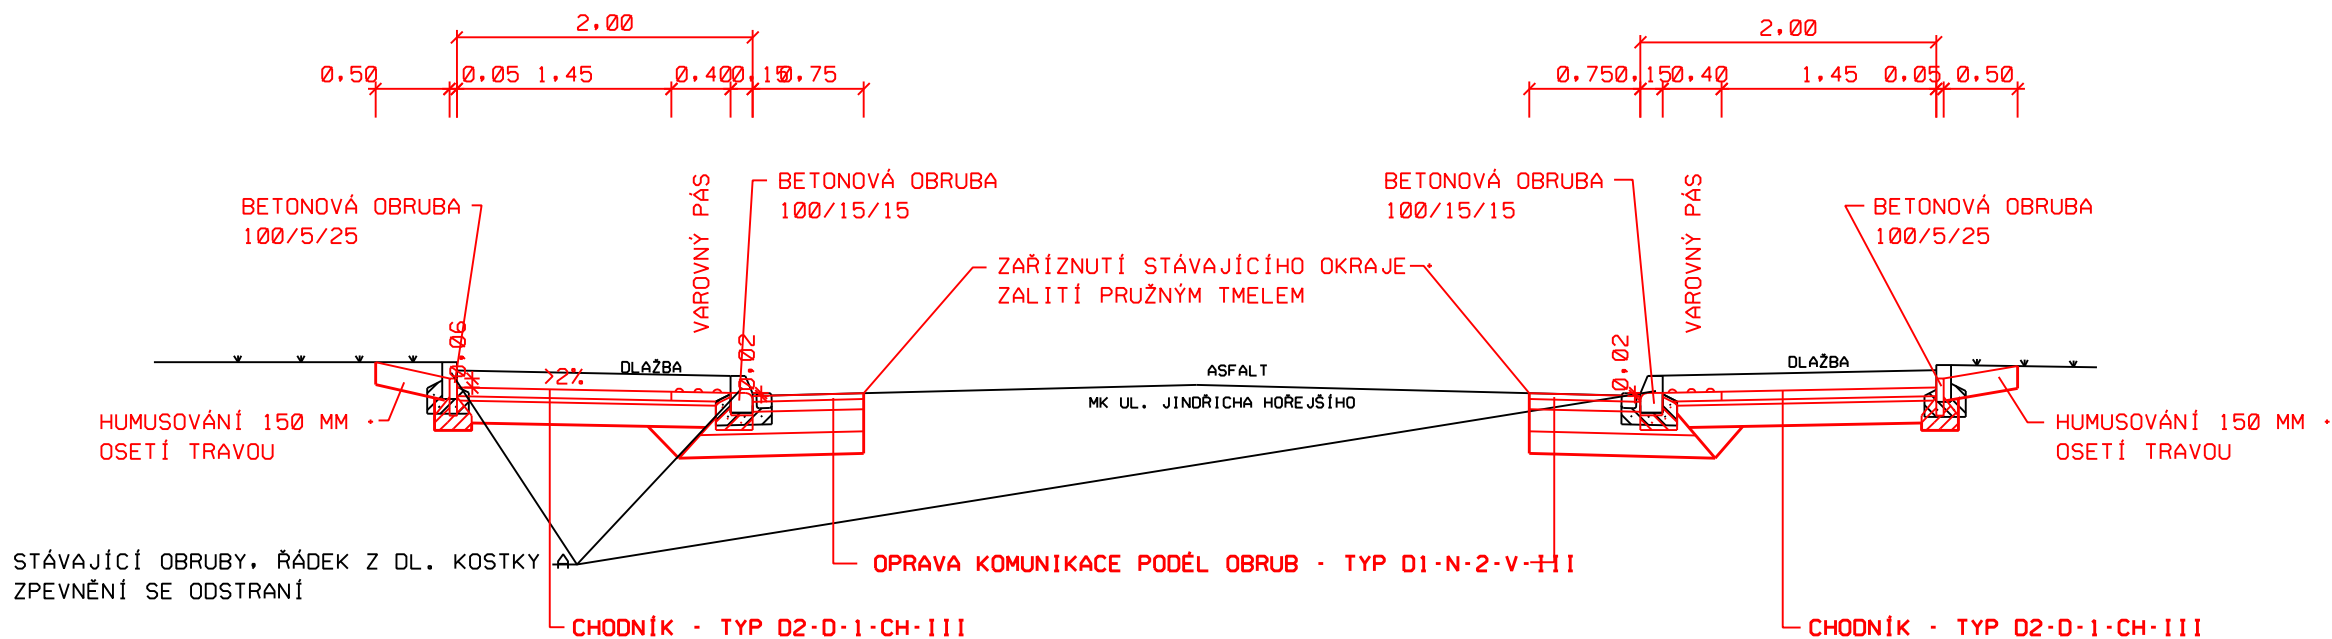 2,00
2,00
0,50 0,05 1,45 0,40 0,15 0,75
0,75 0,15 0,40 1,45 0,05 0,50
BETONOVÁ OBRUBA
100/5/25
VAROVNÝ PÁS
BETONOVÁ OBRUBA
100/15/15
BETONOVÁ OBRUBA
100/15/15
VAROVNÝ PÁS
BETONOVÁ OBRUBA
100/5/25
ZAŘÍZNUTÍ STÁVAJÍCÍHO OKRAJE
ZALITÍ PRUŽNÝM TMELEM
0,06
DLAŽBA
>2%
0,02
ASFALT
MK UL. JINDŘICHA HOŘEJŠÍHO
0,02
DLAŽBA
HUMUSOVÁNÍ 150 MM
OSETÍ TRAVOU
HUMUSOVÁNÍ 150 MM
OSETÍ TRAVOU
STÁVAJÍCÍ OBRUBY, ŘÁDEK Z DL. KOSTKY A
ZPEVNĚNÍ SE ODSTRANÍ
OPRAVA KOMUNIKACE PODÉL OBRUB - TYP D1-N-2-V-III
CHODNÍK - TYP D2-D-1-CH-III
CHODNÍK - TYP D2-D-1-CH-III